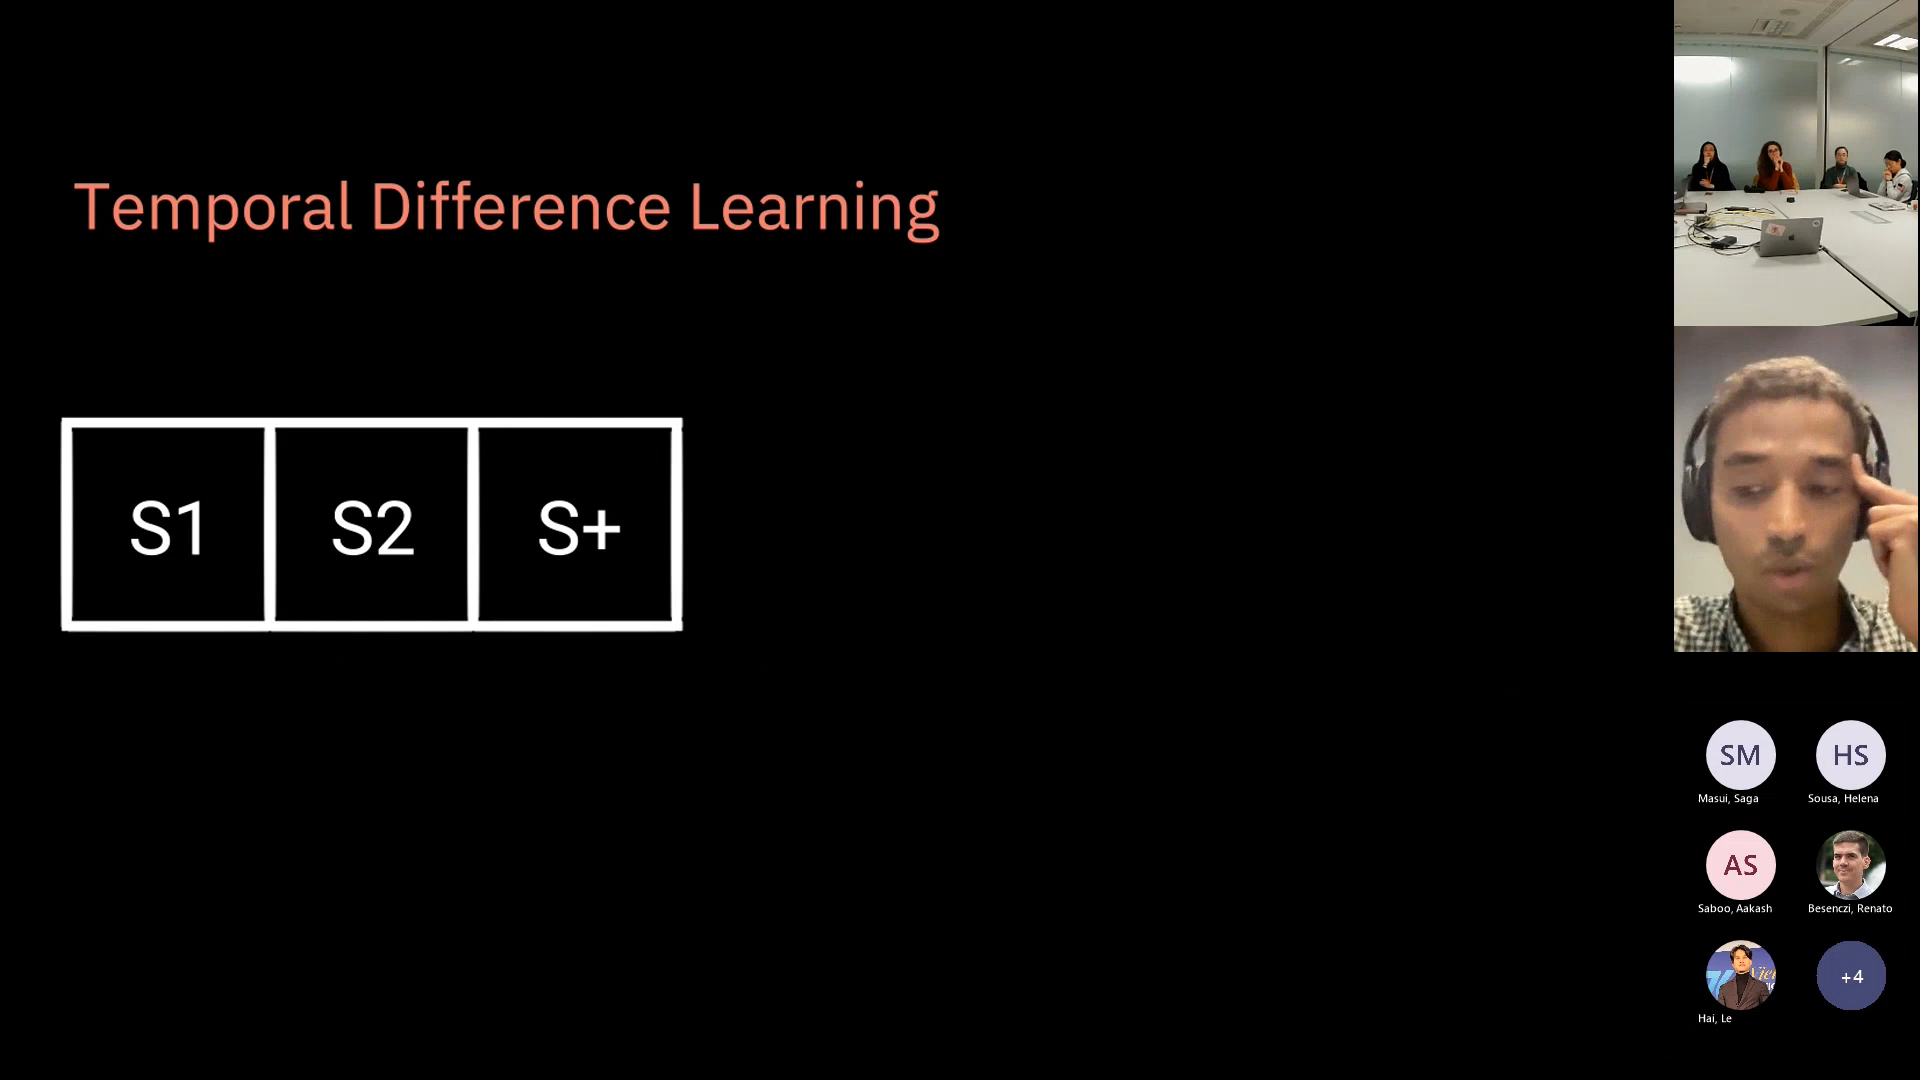 Temporal Difference Learning
S1 S2 S+
SM HS
Masui, Saga Sousa, Helena
AS
Saboo, Aakash Besenczi, Renato
+4
Hai, Le